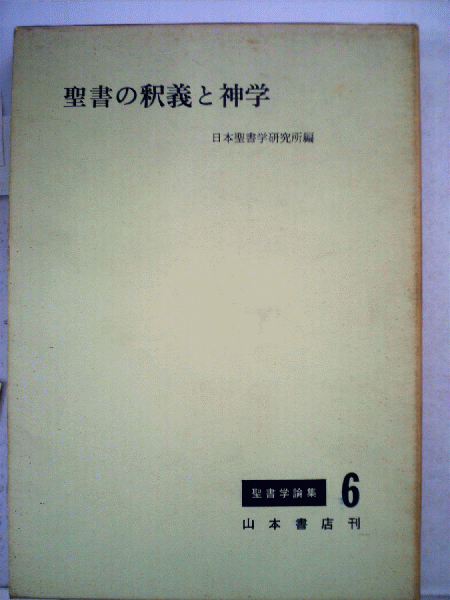 聖書の釈義と神学
日本聖書学研究所編
聖書学論集 6
山本書店刊